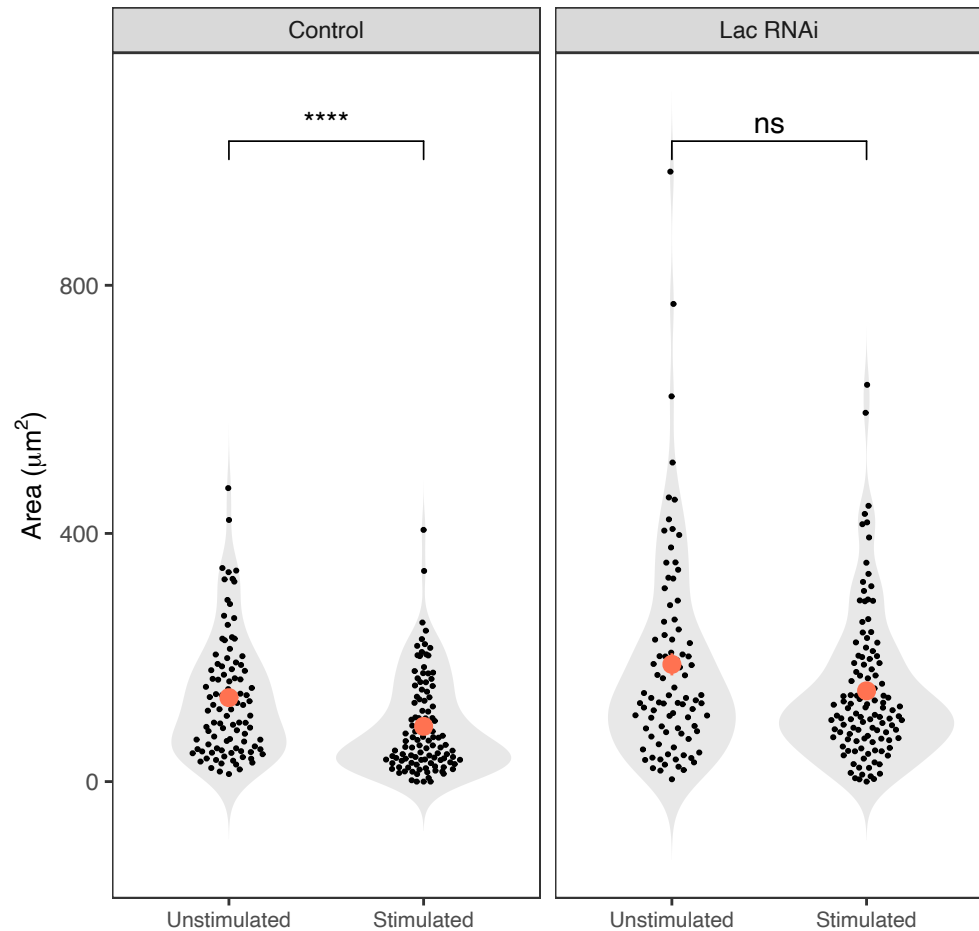 Control
Lac RNAi
****
ns
800
400
0
Area (μm²)
Unstimulated
Stimulated
Unstimulated
Stimulated